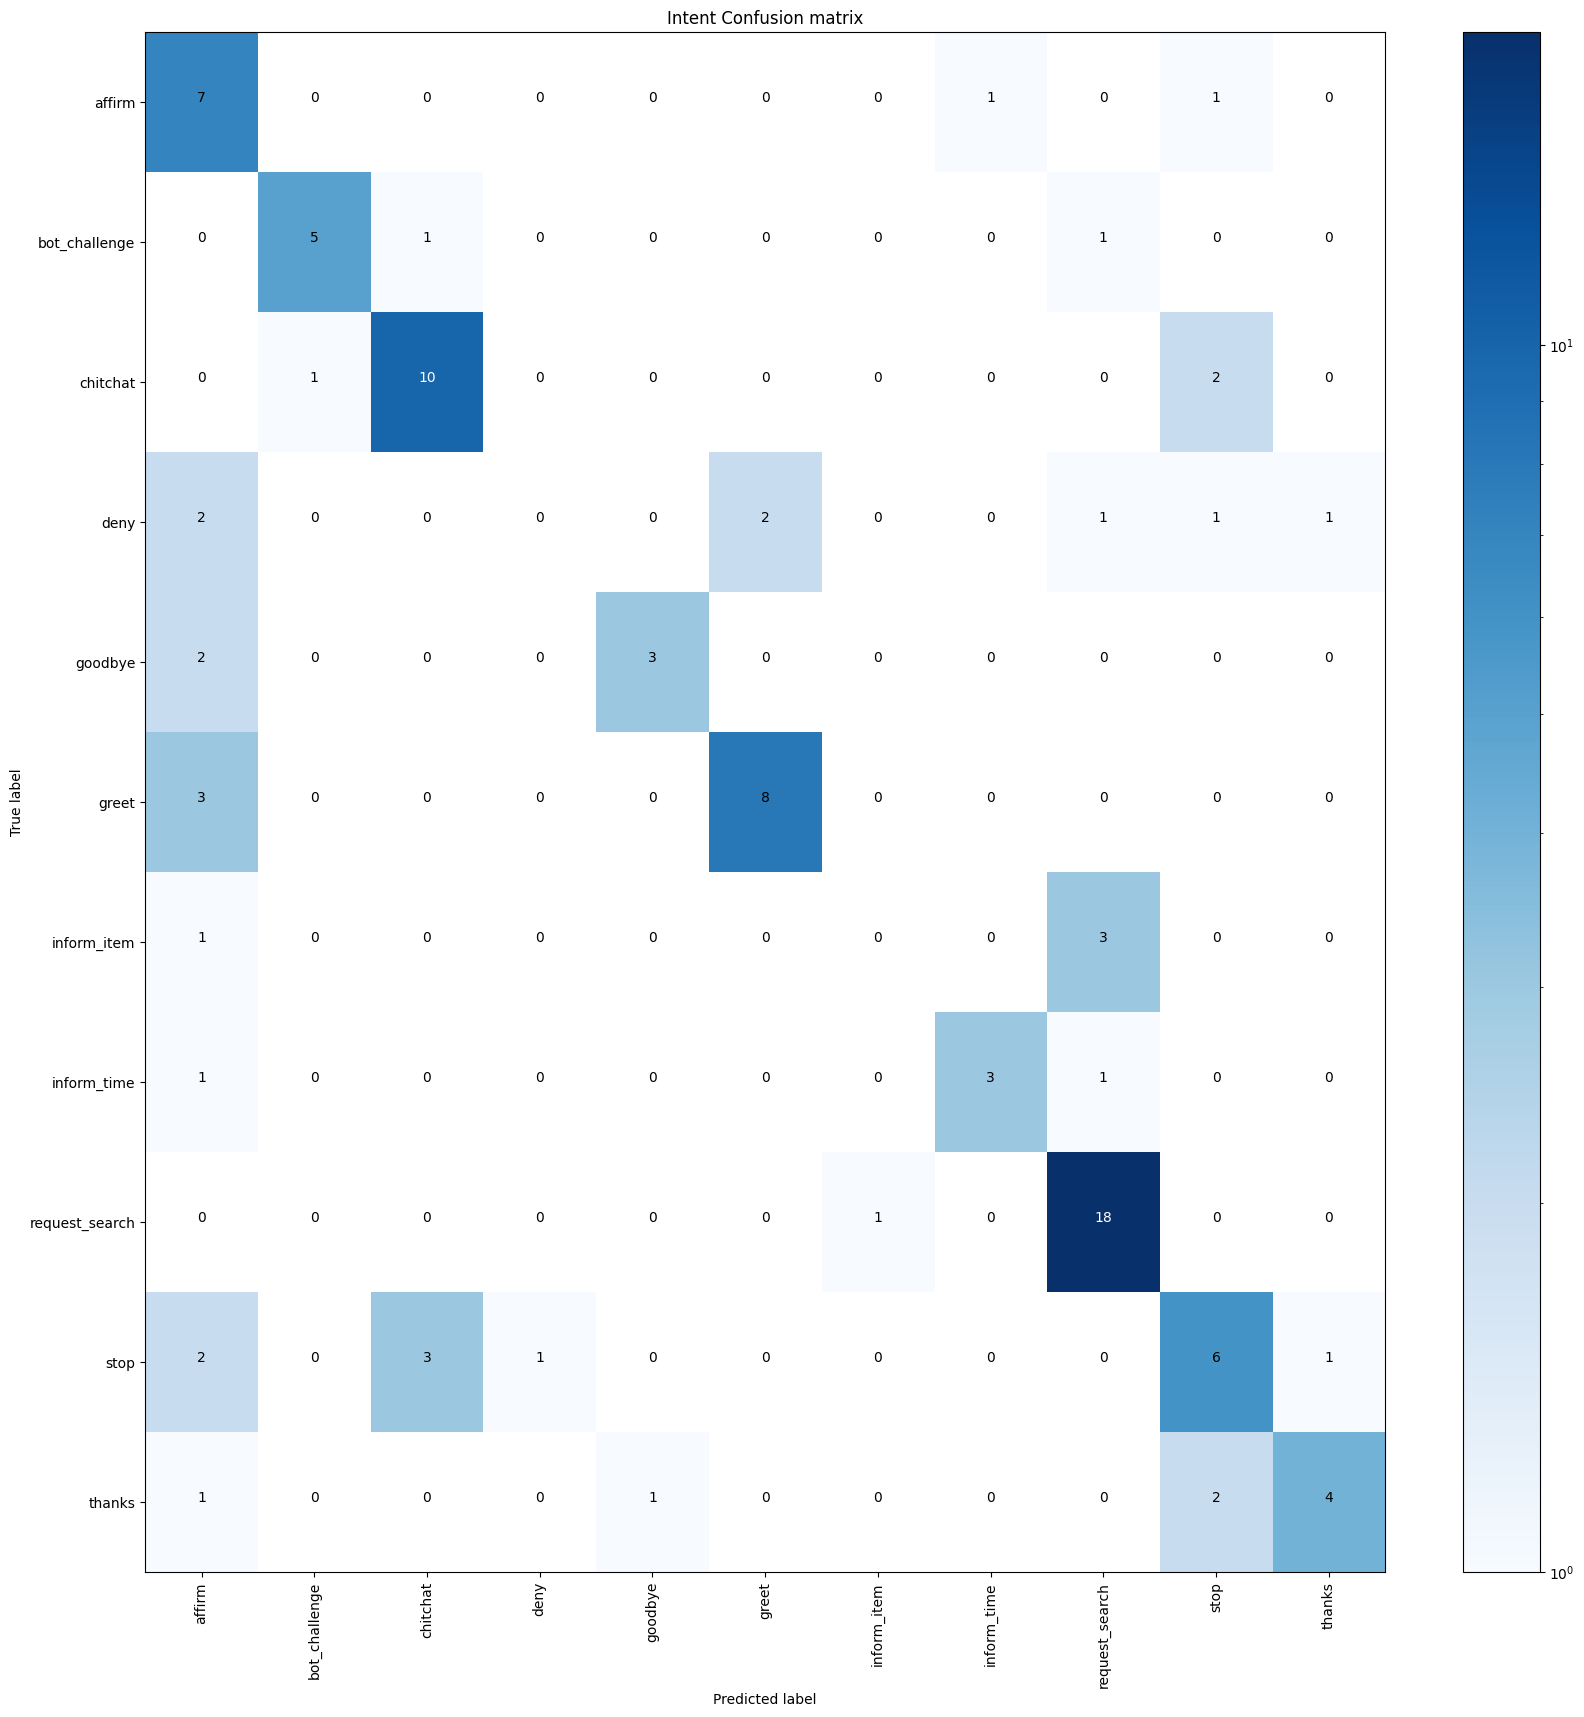 Intent Confusion matrix
True label
affirm 7 0 0 0 0 0 0 1 0 1 0
bot_challenge 0 5 1 0 0 0 0 0 1 0 0
chitchat 0 1 10 0 0 0 0 0 0 2 0
deny 2 0 0 0 0 2 0 0 1 1 1
goodbye 2 0 0 0 3 0 0 0 0 0 0
greet 3 0 0 0 0 8 0 0 0 0 0
inform_item 1 0 0 0 0 0 0 0 3 0 0
inform_time 1 0 0 0 0 0 0 3 1 0 0
request_search 0 0 0 0 0 0 1 0 18 0 0
stop 2 0 3 1 0 0 0 0 0 6 1
thanks 1 0 0 0 1 0 0 0 0 2 4
affirm
bot_challenge
chitchat
deny
goodbye
greet
inform_item
inform_time
request_search
stop
thanks
Predicted label
10¹
10⁰